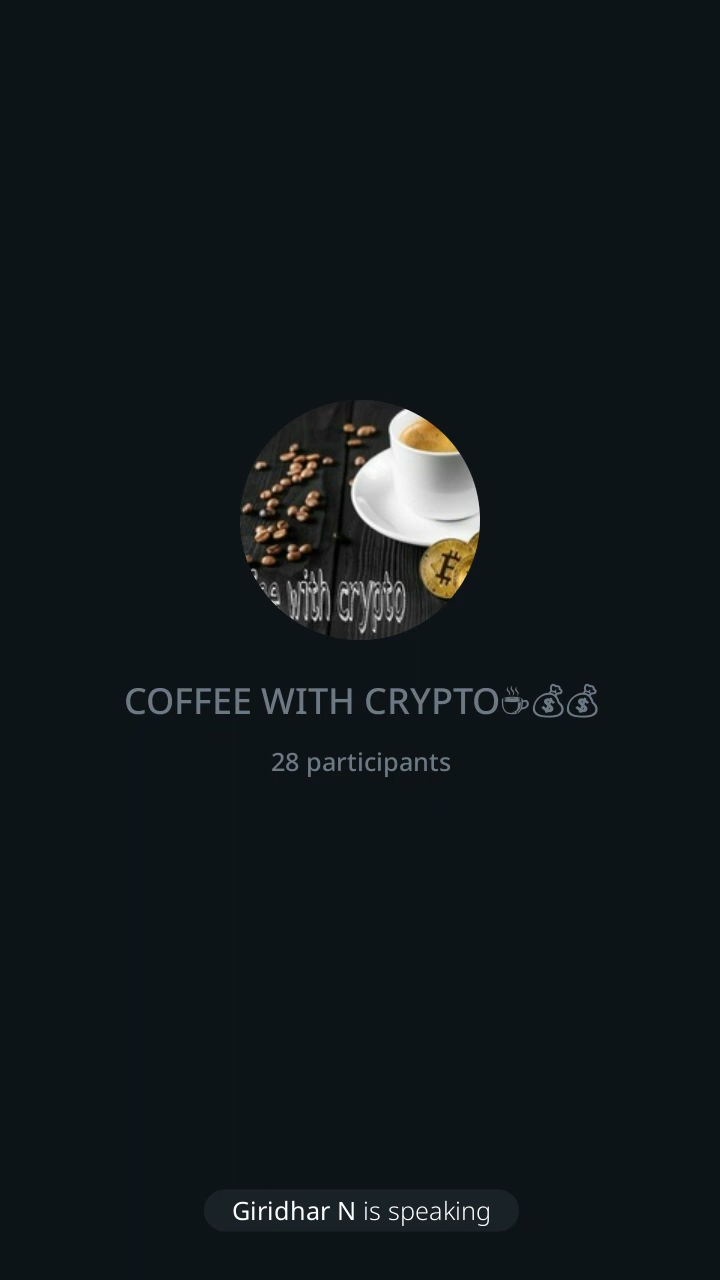 with crypto
COFFEE WITH CRYPTO☕💰💰
28 participants
Giridhar N is speaking